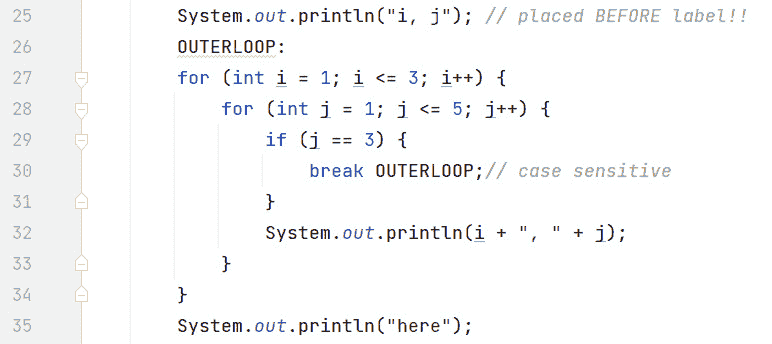 25 System.out.println("i, j"); // placed BEFORE label!!
26 OUTERLOOP:
27 for (int i = 1; i <= 3; i++) {
28 for (int j = 1; j <= 5; j++) {
29 if (j == 3) {
30 break OUTERLOOP;// case sensitive
31 }
32 System.out.println(i + ", " + j);
33 }
34 }
35 System.out.println("here");